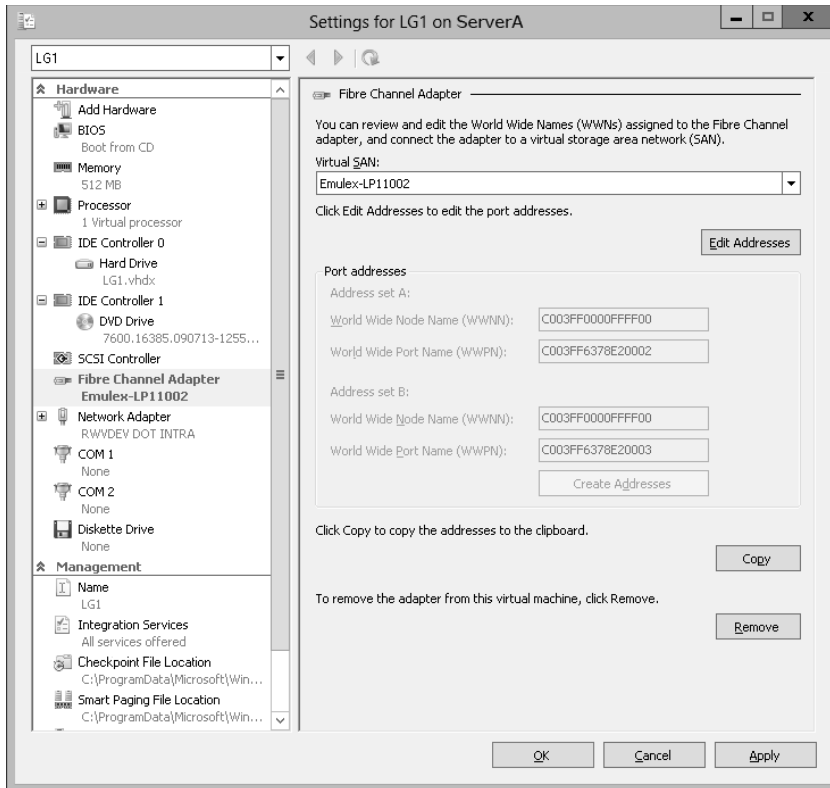 Settings for LG1 on ServerA
LG1
Hardware
Add Hardware
BIOS
Boot from CD
Memory
512 MB
Processor
1 Virtual processor
IDE Controller 0
Hard Drive
LG1.vhdx
IDE Controller 1
DVD Drive
7600.16385.090713-1255...
SCSI Controller
Fibre Channel Adapter
Emulex-LP11002
Network Adapter
RWVDEV DOT INTRA
COM 1
None
COM 2
None
Diskette Drive
None
Management
Name
LG1
Integration Services
All services offered
Checkpoint File Location
C:\ProgramData\Microsoft\Win...
Smart Paging File Location
C:\ProgramData\Microsoft\Win...
Fibre Channel Adapter
You can review and edit the World Wide Names (WWNs) assigned to the Fibre Channel
adapter, and connect the adapter to a virtual storage area network (SAN).
Virtual SAN:
Emulex-LP11002
Click Edit Addresses to edit the port addresses.
Edit Addresses
Port addresses
Address set A:
World Wide Node Name (WWNN): C003FF0000FFFF00
World Wide Port Name (WWPN): C003FF6378E20002
Address set B:
World Wide Node Name (WWNN): C003FF0000FFFF00
World Wide Port Name (WWPN): C003FF6378E20003
Create Addresses
Click Copy to copy the addresses to the clipboard.
Copy
To remove the adapter from this virtual machine, click Remove.
Remove
OK Cancel Apply